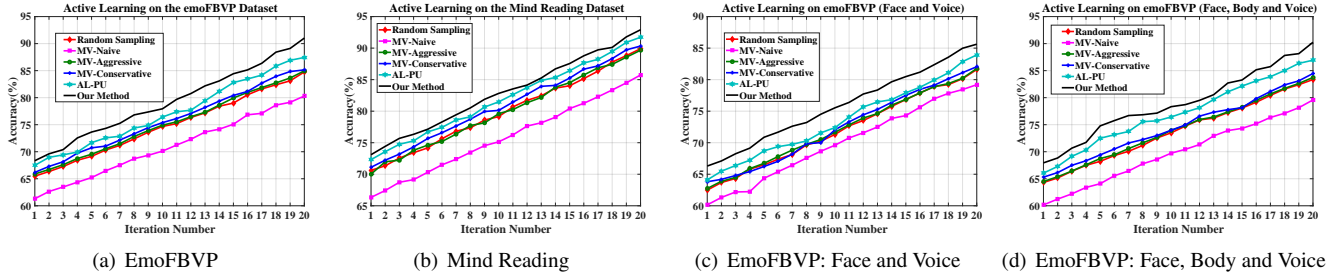 Active Learning on the emoFBVP Dataset
Accuracy(%)
95
90
85
80
75
70
65
60
Random Sampling
MV-Naive
MV-Aggressive
MV-Conservative
AL-PU
Our Method
1 2 3 4 5 6 7 8 9 10 11 12 13 14 15 16 17 18 19 20
Iteration Number
(a) EmoFBVP
Active Learning on the Mind Reading Dataset
Accuracy(%)
95
90
85
80
75
70
65
Random Sampling
MV-Naive
MV-Aggressive
MV-Conservative
AL-PU
Our Method
1 2 3 4 5 6 7 8 9 10 11 12 13 14 15 16 17 18 19 20
Iteration Number
(b) Mind Reading
Active Learning on emoFBVP (Face and Voice)
Accuracy(%)
90
85
80
75
70
65
60
Random Sampling
MV-Naive
MV-Aggressive
MV-Conservative
AL-PU
Our Method
1 2 3 4 5 6 7 8 9 10 11 12 13 14 15 16 17 18 19 20
Iteration Number
(c) EmoFBVP: Face and Voice
Active Learning on emoFBVP (Face, Body and Voice)
Accuracy(%)
95
90
85
80
75
70
65
60
Random Sampling
MV-Naive
MV-Aggressive
MV-Conservative
AL-PU
Our Method
1 2 3 4 5 6 7 8 9 10 11 12 13 14 15 16 17 18 19 20
Iteration Number
(d) EmoFBVP: Face, Body and Voice